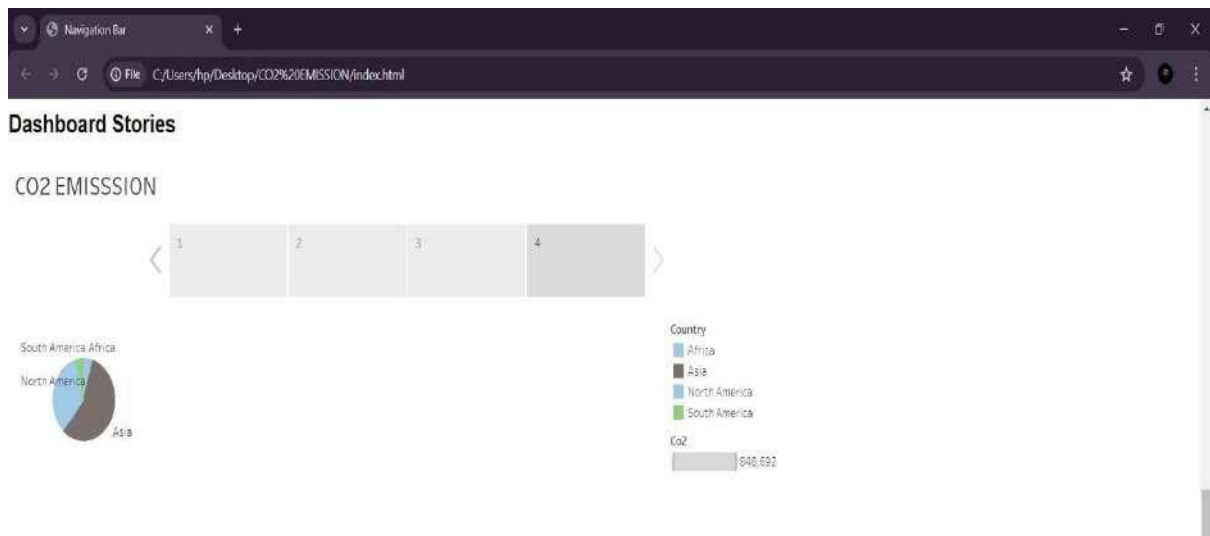 Navigation Bar
File C:/Users/hp/Desktop/CO2%20EMISSION/index.html
Dashboard Stories
CO2 EMISSSION
1 2 3 4
South America Africa
North America
Asia
Country
Africa
Asia
North America
South America
Co2
848,692